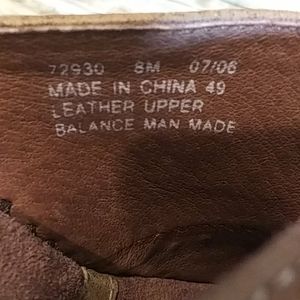 72930 8M 07/06
MADE IN CHINA 49
LEATHER UPPER
BALANCE MAN MADE